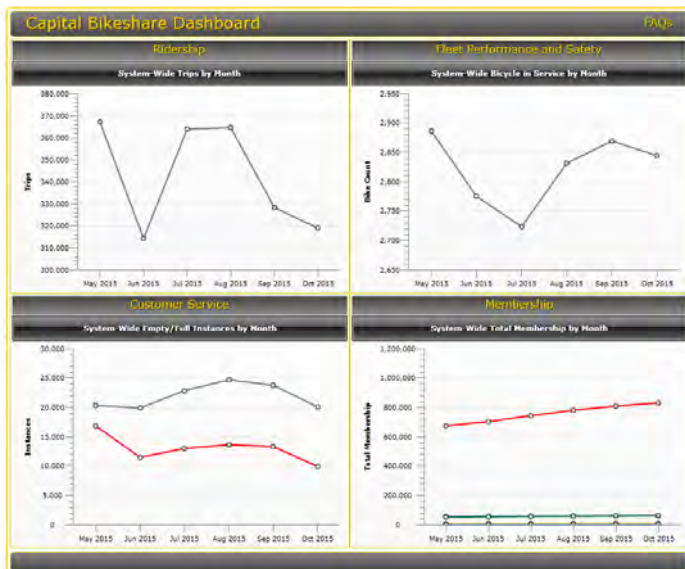 Capital Bikeshare Dashboard
FAQs
Ridership
System-Wide Trips by Month
Trips
380,000
370,000
360,000
350,000
340,000
330,000
320,000
310,000
300,000
May 2015 Jun 2015 Jul 2015 Aug 2015 Sep 2015 Oct 2015
Fleet Performance and Safety
System-Wide Bicycle in Service by Month
Bike Count
2,950
2,900
2,850
2,800
2,750
2,700
2,650
May 2015 Jun 2015 Jul 2015 Aug 2015 Sep 2015 Oct 2015
Customer Service
System-Wide Empty/Full Instances by Month
Instances
30,000
25,000
20,000
15,000
10,000
5,000
0
May 2015 Jun 2015 Jul 2015 Aug 2015 Sep 2015 Oct 2015
Membership
System-Wide Total Membership by Month
Total Membership
1,200,000
1,000,000
800,000
600,000
400,000
200,000
0
May 2015 Jun 2015 Jul 2015 Aug 2015 Sep 2015 Oct 2015